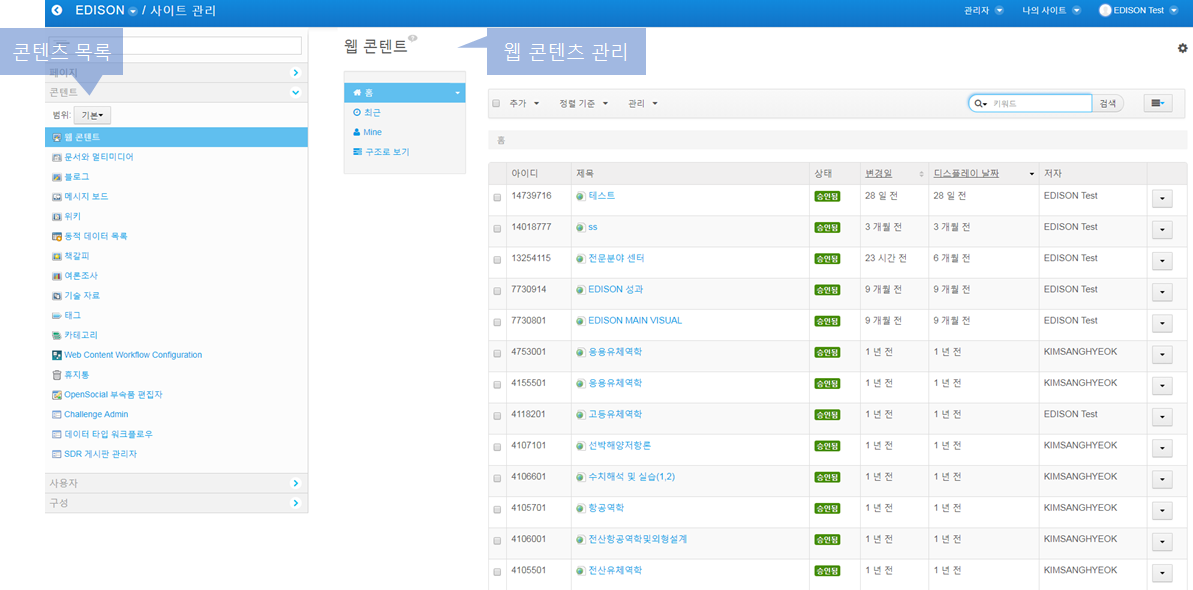 EDISON / 사이트 관리
관리자 나의 사이트 EDISON Test
콘텐츠 목록
웹 콘텐트
웹 콘텐츠 관리
페이지
콘텐트
범위: 기본
웹 콘텐트
문서와 멀티미디어
블로그
메시지 보드
위키
동적 데이터 목록
책갈피
여론조사
기술 자료
태그
카테고리
Web Content Workflow Configuration
휴지통
OpenSocial 부속품 편집자
Challenge Admin
데이터 타입 워크플로우
SDR 게시판 관리자
사용자
구성
홈
최근
Mine
구조로 보기
추가 정렬 기준 관리 키워드 검색
홈
아이디 제목 상태 변경일 디스플레이 날짜 저자
14739716 테스트 승인됨 28 일 전 28 일 전 EDISON Test
14018777 ss 승인됨 3 개월 전 3 개월 전 EDISON Test
13254115 전문분야 센터 승인됨 23 시간 전 6 개월 전 EDISON Test
7730914 EDISON 성과 승인됨 9 개월 전 9 개월 전 EDISON Test
7730801 EDISON MAIN VISUAL 승인됨 9 개월 전 9 개월 전 EDISON Test
4753001 응용유체역학 승인됨 1 년 전 1 년 전 KIMSANGHYEOK
4155501 응용유체역학 승인됨 1 년 전 1 년 전 KIMSANGHYEOK
4118201 고등유체역학 승인됨 1 년 전 1 년 전 EDISON Test
4107101 선박해양저항론 승인됨 1 년 전 1 년 전 KIMSANGHYEOK
4106601 수치해석 및 실습(1,2) 승인됨 1 년 전 1 년 전 KIMSANGHYEOK
4105701 항공역학 승인됨 1 년 전 1 년 전 KIMSANGHYEOK
4106001 전산항공역학및외형설계 승인됨 1 년 전 1 년 전 KIMSANGHYEOK
4105501 전산유체역학 승인됨 1 년 전 1 년 전 KIMSANGHYEOK